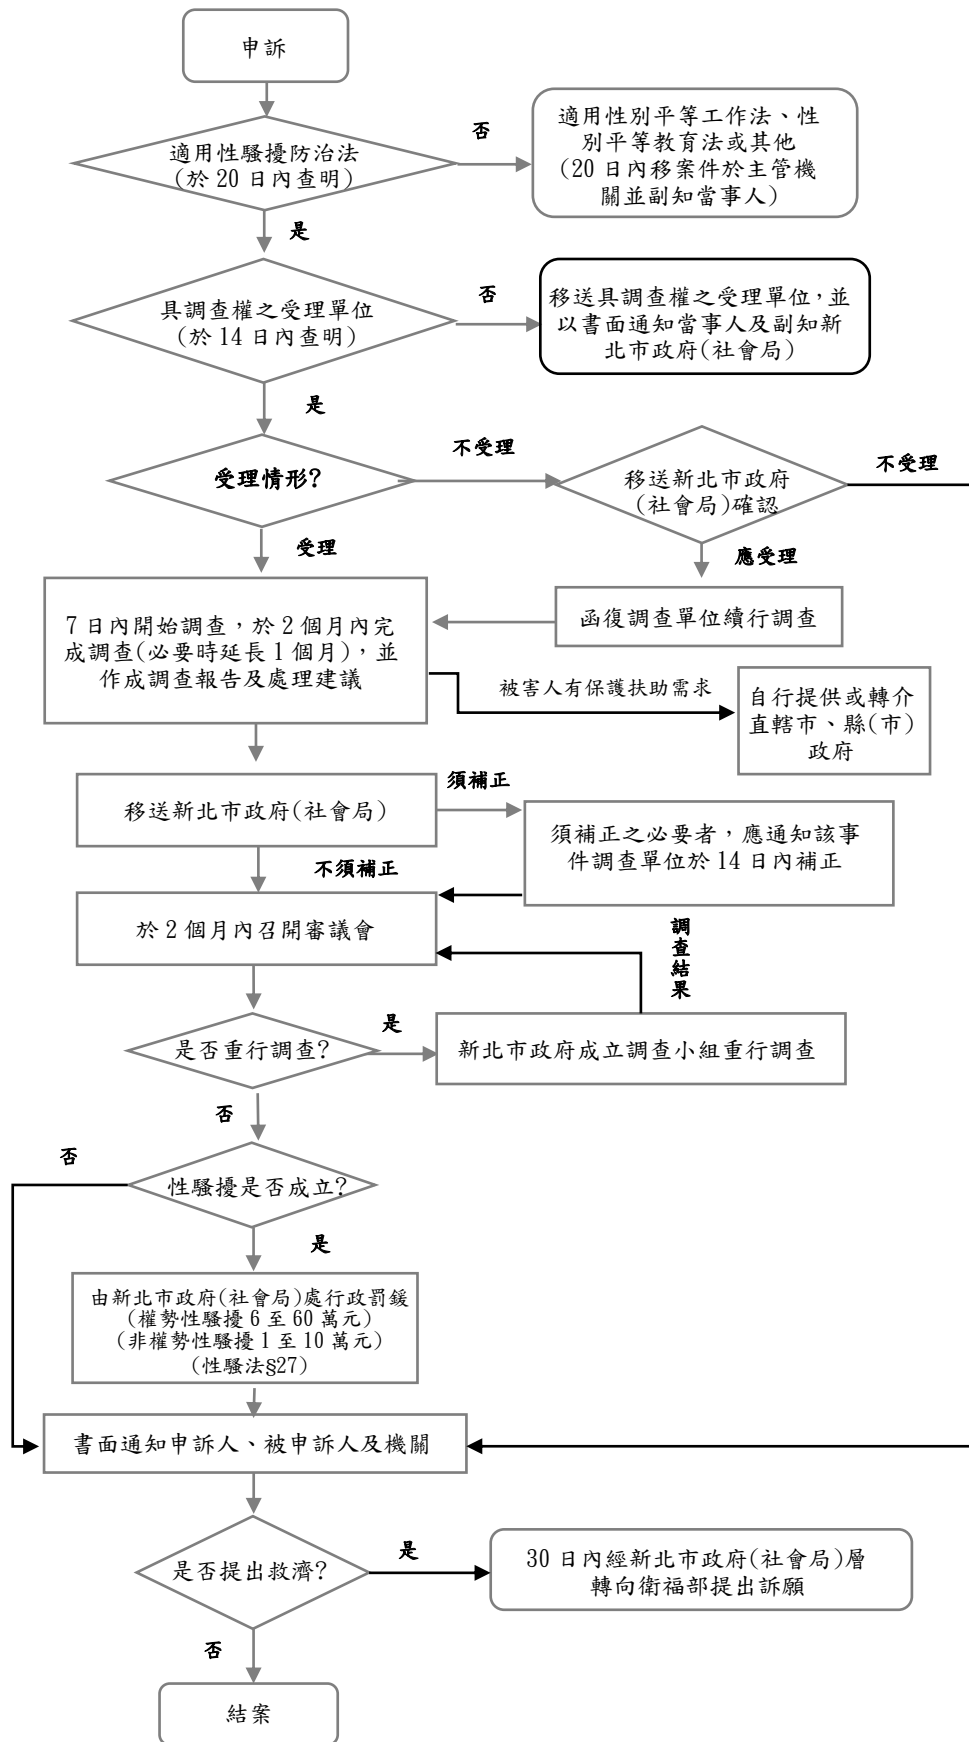 申訴
適用性騷擾防治法
(於 20 日內查明)
否
適用性別平等工作法、性
別平等教育法或其他
(20 日內移案件於主管機
關並副知當事人)
是
具調查權之受理單位
(於 14 日內查明)
否
移送具調查權之受理單位，並
以書面通知當事人及副知新
北市政府(社會局)
是
受理情形?
不受理
移送新北市政府
(社會局)確認
不受理
受理
應受理
函復調查單位續行調查
7 日內開始調查，於 2 個月內完
成調查(必要時延長 1 個月)，並
作成調查報告及處理建議
被害人有保護扶助需求
自行提供或轉介
直轄市、縣(市)
政府
移送新北市政府(社會局)
須補正
須補正之必要者，應通知該事
件調查單位於 14 日內補正
不須補正
於 2 個月內召開審議會
調查結果
是否重行調查?
是
新北市政府成立調查小組重行調查
否
性騷擾是否成立?
否
是
由新北市政府(社會局)處行政罰鍰
(權勢性騷擾 6 至 60 萬元)
(非權勢性騷擾 1 至 10 萬元)
(性騷法§27)
書面通知申訴人、被申訴人及機關
是否提出救濟?
是
30 日內經新北市政府(社會局)層
轉向衛福部提出訴願
否
結案